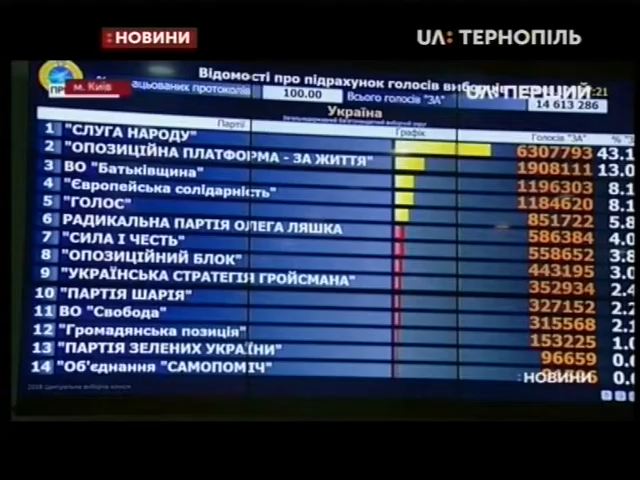 НОВИНИ
UA: ТЕРНОПІЛЬ
м. Київ
Відомості про підрахунок голосів
100.00 Всього голосів "ЗА" 14 613 286
UA: ПЕРШИЙ
Україна
Партії Графік Голосів "ЗА"
1 "СЛУГА НАРОДУ" 6307793 43.1
2 "ОПОЗИЦІЙНА ПЛАТФОРМА - ЗА ЖИТТЯ" 1908111 13.0
3 ВО "Батьківщина" 1196303 8.1
4 "Європейська солідарність" 1184620 8.1
5 "ГОЛОС" 851722 5.8
6 РАДИКАЛЬНА ПАРТІЯ ОЛЕГА ЛЯШКА 586384 4.0
7 "СИЛА І ЧЕСТЬ" 558652 3.8
8 "ОПОЗИЦІЙНИЙ БЛОК" 443195 3.0
9 "УКРАЇНСЬКА СТРАТЕГІЯ ГРОЙСМАНА" 352934 2.4
10 "ПАРТІЯ ШАРІЯ" 327152 2.2
11 ВО "Свобода" 315568 2.1
12 "Громадянська позиція" 153225 1.0
13 "ПАРТІЯ ЗЕЛЕНИХ УКРАЇНИ" 96659 0.
14 "Об'єднання "САМОПОМІЧ" 0.
НОВИНИ